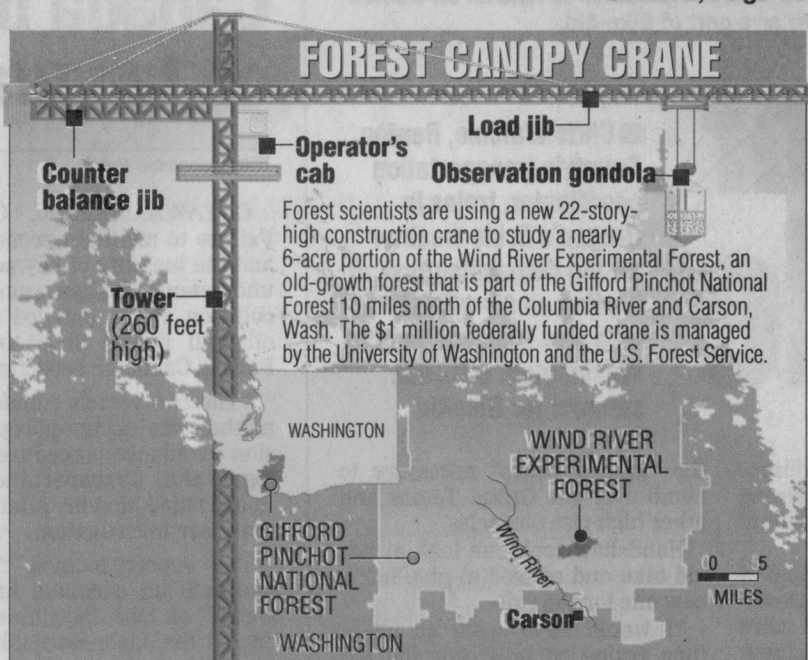 FOREST CANOPY CRANE
Load jib
Operator's
cab
Observation gondola
Counter
balance jib
Forest scientists are using a new 22-story-
high construction crane to study a nearly
6-acre portion of the Wind River Experimental Forest, an
old-growth forest that is part of the Gifford Pinchot National
Forest 10 miles north of the Columbia River and Carson,
Wash. The $1 million federally funded crane is managed
by the University of Washington and the U.S. Forest Service.
Tower
(260 feet
high)
WASHINGTON
WIND RIVER
EXPERIMENTAL
FOREST
GIFFORD
PINCHOT
NATIONAL
FOREST
Wind River
0 5
MILES
Carson
WASHINGTON